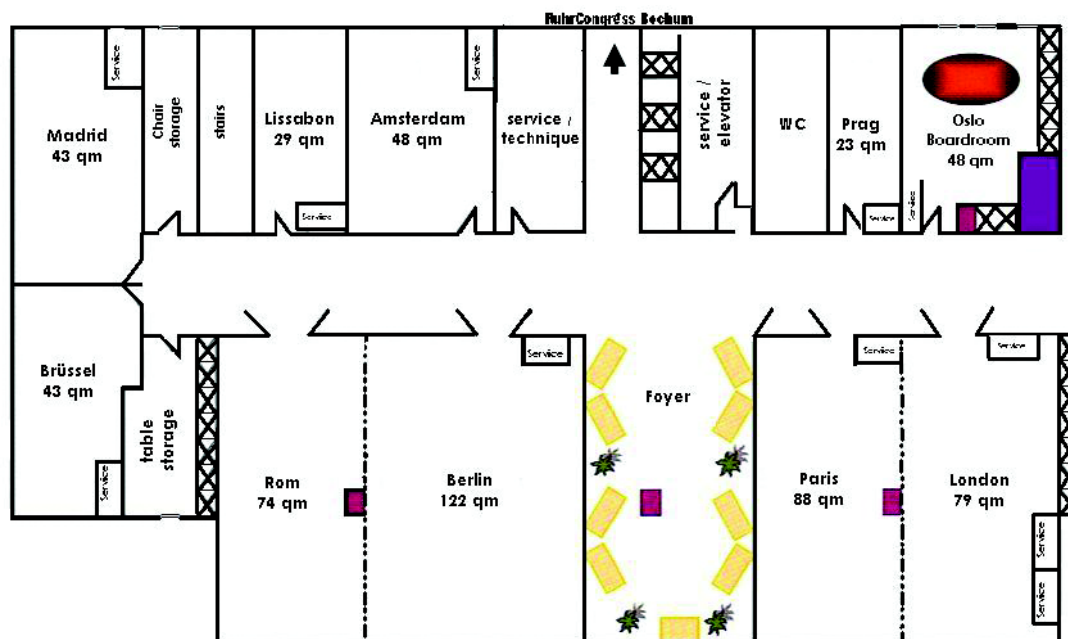 RuhrCongress Bochum
Service
Madrid
43 qm
Chair
storage
stairs
Lissabon
29 qm
Service
Service
Amsterdam
48 qm
service /
technique
service /
elevator
WC
Prag
23 qm
Service
Service
Oslo
Boardroom
48 qm
Brüssel
43 qm
Service
table
storage
Rom
74 qm
Berlin
122 qm
Service
Foyer
Service
Paris
88 qm
Service
London
79 qm
Service
Service